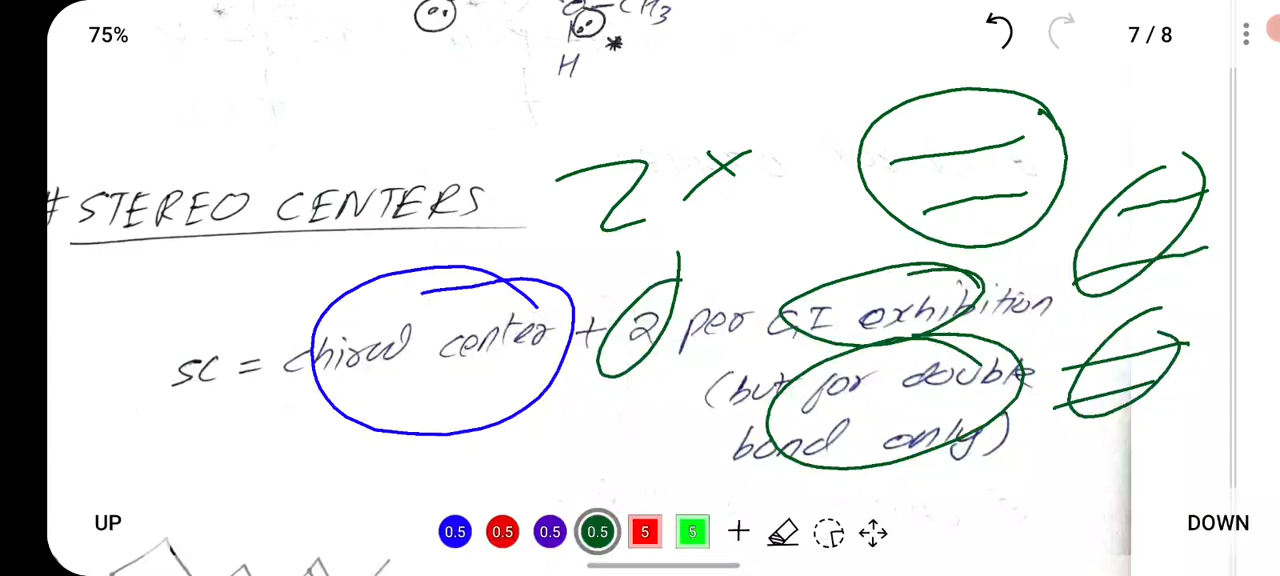 75%
CH3
7 / 8
H
2 ×
# STEREO CENTERS
SC = chiral center + 2 per GI exhibition
(but for double
bond only)
UP
0.5 0.5 0.5 0.5 5 5 +
DOWN